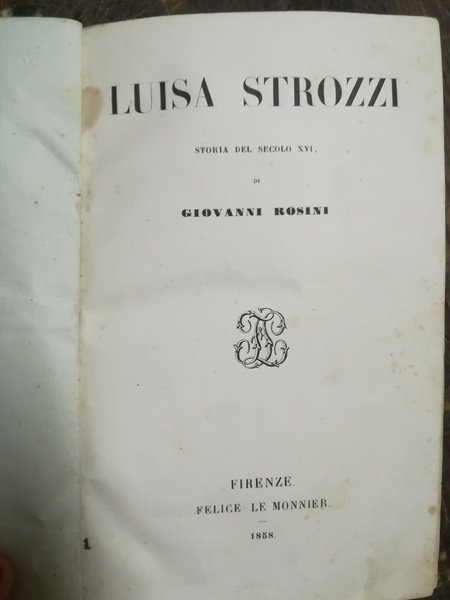 LUISA STROZZI
STORIA DEL SECOLO XVI,
DI
GIOVANNI ROSINI
FIRENZE.
FELICE LE MONNIER.
1858.